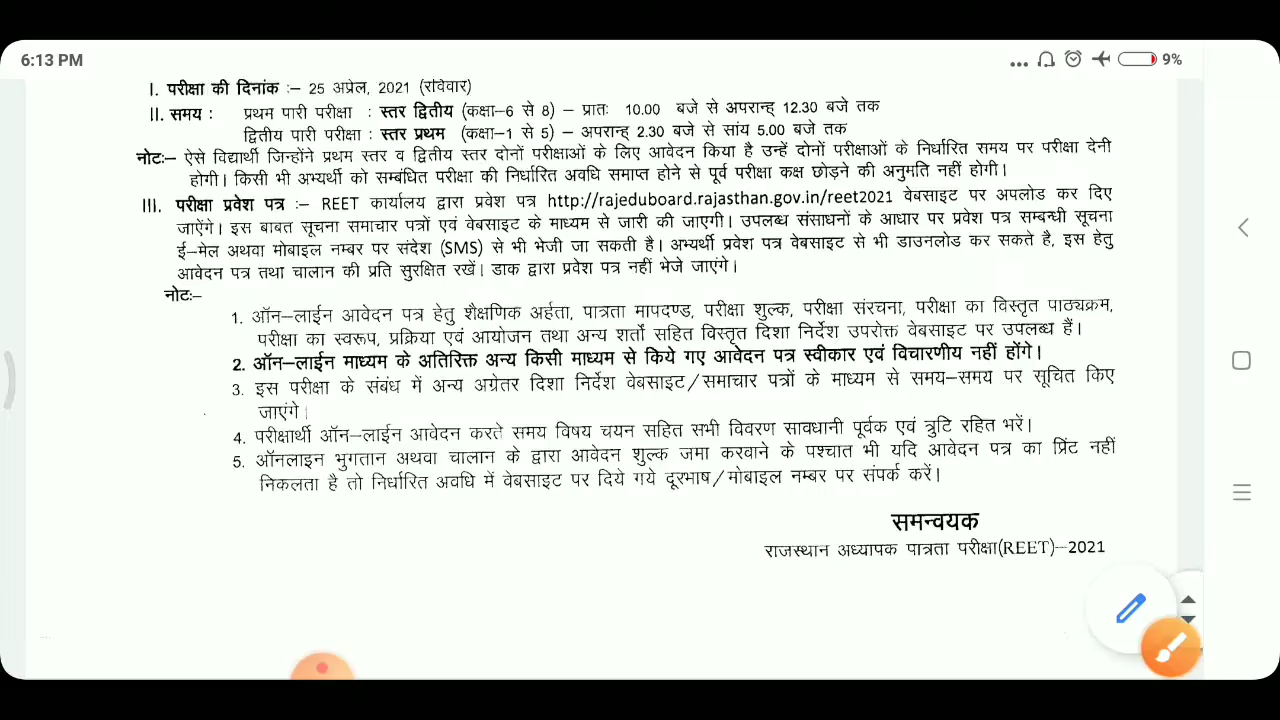 6:13 PM
... 9%
I. परीक्षा की दिनांक :– 25 अप्रेल, 2021 (रविवार)
II. समय : प्रथम पारी परीक्षा : स्तर द्वितीय (कक्षा–6 से 8) – प्रातः 10.00 बजे से अपरान्ह् 12.30 बजे तक
द्वितीय पारी परीक्षा : स्तर प्रथम (कक्षा–1 से 5) – अपरान्ह् 2.30 बजे से सांय 5.00 बजे तक
नोटः– ऐसे विद्यार्थी जिन्होंने प्रथम स्तर व द्वितीय स्तर दोनों परीक्षाओं के लिए आवेदन किया है उन्हें दोनों परीक्षाओं के निर्धारित समय पर परीक्षा देनी
होगी। किसी भी अभ्यर्थी को सम्बंधित परीक्षा की निर्धारित अवधि समाप्त होने से पूर्व परीक्षा कक्ष छोड़ने की अनुमति नहीं होगी।
III. परीक्षा प्रवेश पत्र :– REET कार्यालय द्वारा प्रवेश पत्र http://rajeduboard.rajasthan.gov.in/reet2021 वेबसाइट पर अपलोड कर दिए
जाऐंगे। इस बाबत सूचना समाचार पत्रों एवं वेबसाइट के माध्यम से जारी की जाएगी। उपलब्ध संसाधनों के आधार पर प्रवेश पत्र सम्बन्धी सूचना
ई–मेल अथवा मोबाइल नम्बर पर संदेश (SMS) से भी भेजी जा सकती है। अभ्यर्थी प्रवेश पत्र वेबसाइट से भी डाउनलोड कर सकते है, इस हेतु
आवेदन पत्र तथा चालान की प्रति सुरक्षित रखें। डाक द्वारा प्रवेश पत्र नहीं भेजे जाएंगे।
नोटः–
1. ऑन–लाईन आवेदन पत्र हेतु शैक्षणिक अर्हता, पात्रता मापदण्ड, परीक्षा शुल्क, परीक्षा संरचना, परीक्षा का विस्तृत पाठ्यक्रम,
परीक्षा का स्वरूप, प्रक्रिया एवं आयोजन तथा अन्य शर्तो सहित विस्तृत दिशा निर्देश उपरोक्त वेबसाइट पर उपलब्ध हैं।
2. ऑन–लाईन माध्यम के अतिरिक्त अन्य किसी माध्यम से किये गए आवेदन पत्र स्वीकार एवं विचारणीय नहीं होंगे।
3. इस परीक्षा के संबंध में अन्य अग्रेतर दिशा निर्देश वेबसाइट/समाचार पत्रों के माध्यम से समय–समय पर सूचित किए
जाएंगे।
4. परीक्षार्थी ऑन–लाईन आवेदन करते समय विषय चयन सहित सभी विवरण सावधानी पूर्वक एवं त्रुटि रहित भरें।
5. ऑनलाइन भुगतान अथवा चालान के द्वारा आवेदन शुल्क जमा करवाने के पश्चात भी यदि आवेदन पत्र का प्रिंट नहीं
निकलता है तो निर्धारित अवधि में वेबसाइट पर दिये गये दूरभाष/मोबाइल नम्बर पर संपर्क करें।
समन्वयक
राजस्थान अध्यापक पात्रता परीक्षा(REET)–2021